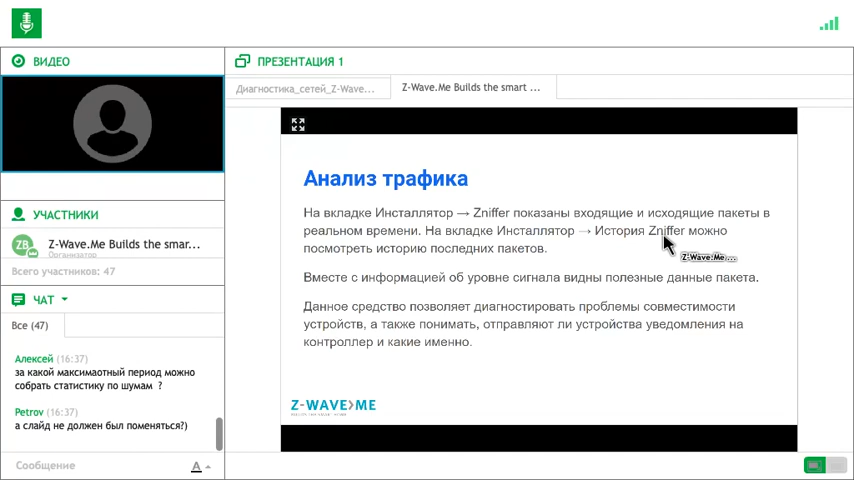 ВИДЕО
ПРЕЗЕНТАЦИЯ 1
Диагностика_сетей_Z-Wave...
Z-Wave.Me Builds the smart ...
Анализ трафика
На вкладке Инсталлятор → Zniffer показаны входящие и исходящие пакеты в
реальном времени. На вкладке Инсталлятор → История Zniffer можно
посмотреть историю последних пакетов.
Z-Wave.Me....
Вместе с информацией об уровне сигнала видны полезные данные пакета.
Данное средство позволяет диагностировать проблемы совместимости
устройств, а также понимать, отправляют ли устройства уведомления на
контроллер и какие именно.
Z-WAVE>ME
УЧАСТНИКИ
ZB
Z-Wave.Me Builds the smar...
Организатор
Всего участников: 47
ЧАТ
Все (47)
Алексей (16:37)
за какой максимаотный период можно
собрать статистику по шумам ?
Petrov (16:37)
а слайд не должен был поменяться?)
Сообщение
A